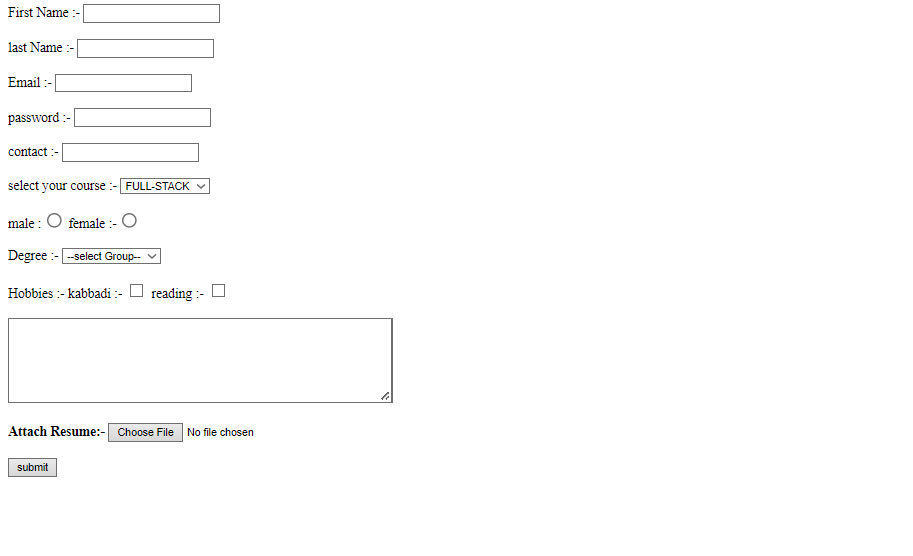 First Name :-
last Name :-
Email :-
password :-
contact :-
select your course :- FULL-STACK
male : female :-
Degree :- --select Group--
Hobbies :- kabbadi :- reading :-
Attach Resume:- Choose File No file chosen
submit